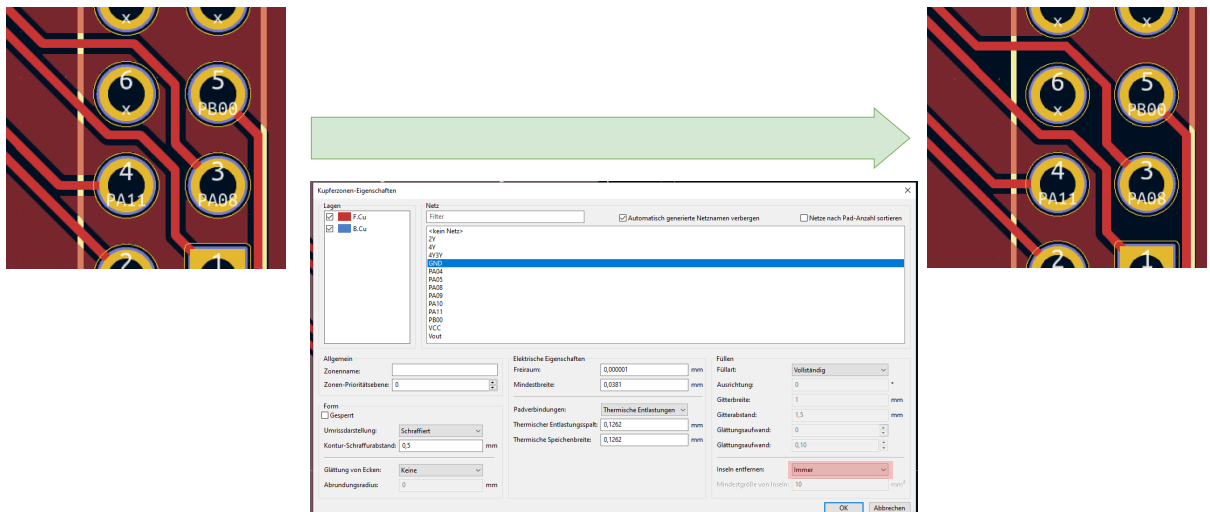 x
x
6
5
x
PB00
4
3
PA11
PA08
2
1
x
x
6
5
x
PB00
4
3
PA11
PA08
2
1
Kupferzonen-Eigenschaften
Lagen
F.Cu
B.Cu
Netz
Filter
Automatisch generierte Netznamen verbergen
Netze nach Pad-Anzahl sortieren
<kein Netz>
2Y
4Y
4Y3Y
GND
PA04
PA05
PA08
PA09
PA10
PA11
PB00
VCC
Vout
Allgemein
Zonenname:
Zonen-Prioritätsebene: 0
Form
Gesperrt
Umrissdarstellung: Schraffiert
Kontur-Schraffurabstand: 0,5 mm
Glättung von Ecken: Keine
Abrundungsradius: 0 mm
Elektrische Eigenschaften
Freiraum: 0,000001 mm
Mindestbreite: 0,0381 mm
Padverbindungen: Thermische Entlastungen
Thermischer Entlastungsspalt: 0,1262 mm
Thermische Speichenbreite: 0,1262 mm
Füllen
Füllart: Vollständig
Ausrichtung: 0 °
Gitterbreite: 1 mm
Gitterabstand: 1,5 mm
Glättungsaufwand: 0
Glättungsaufwand: 0,10
Inseln entfernen: Immer
Mindestgröße von Inseln: 10 mm²
OK Abbrechen